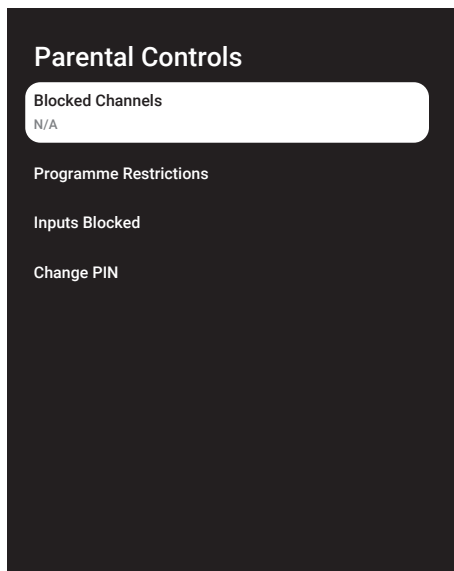 Parental Controls
Blocked Channels
N/A
Programme Restrictions
Inputs Blocked
Change PIN